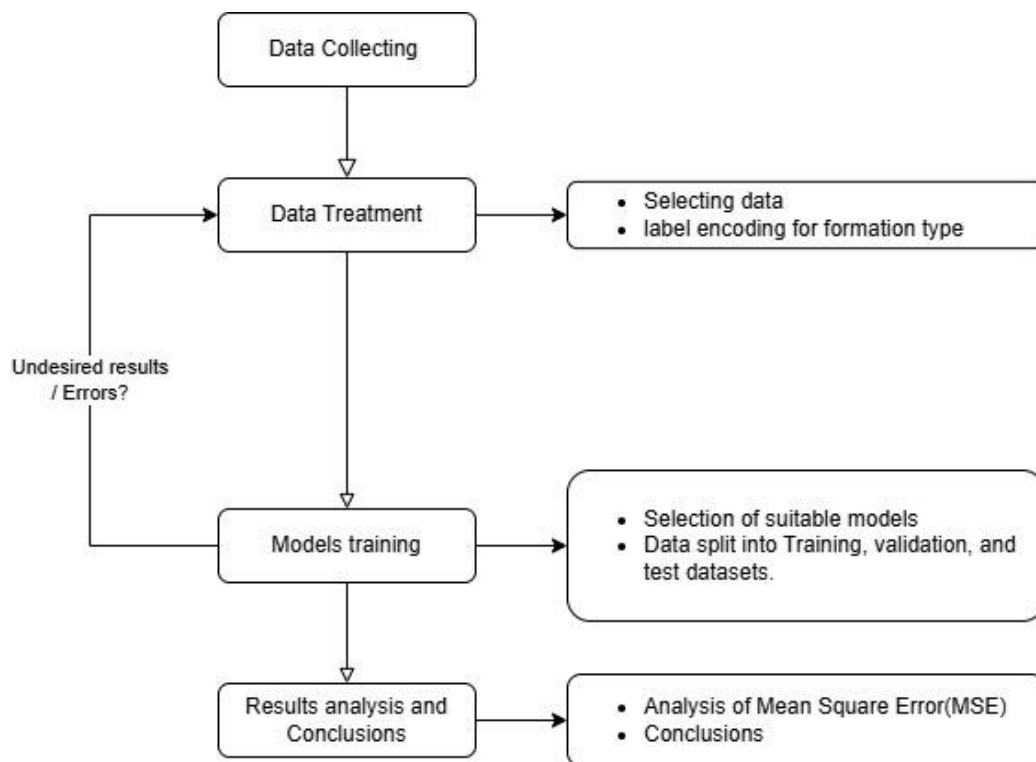 Data Collecting
Data Treatment
• Selecting data
• label encoding for formation type
Undesired results
/ Errors?
Models training
• Selection of suitable models
• Data split into Training, validation, and
test datasets.
Results analysis and
Conclusions
• Analysis of Mean Square Error(MSE)
• Conclusions